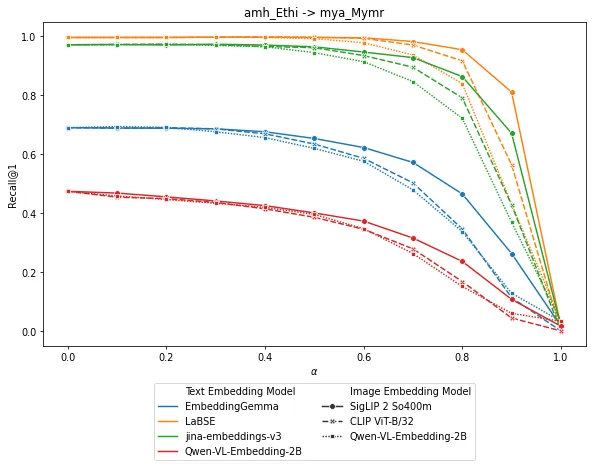 amh_Ethi -> mya_Mymr
1.0
0.8
0.6
0.4
0.2
0.0
Recall@1
0.0 0.2 0.4 0.6 0.8 1.0
α
Text Embedding Model
EmbeddingGemma
LaBSE
jina-embeddings-v3
Qwen-VL-Embedding-2B
Image Embedding Model
SigLIP 2 So400m
CLIP ViT-B/32
Qwen-VL-Embedding-2B